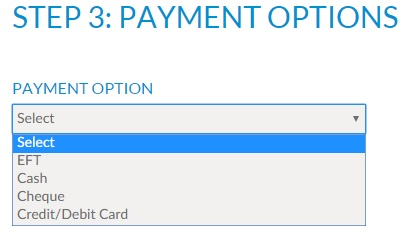 STEP 3: PAYMENT OPTIONS
PAYMENT OPTION
Select
Select
EFT
Cash
Cheque
Credit/Debit Card